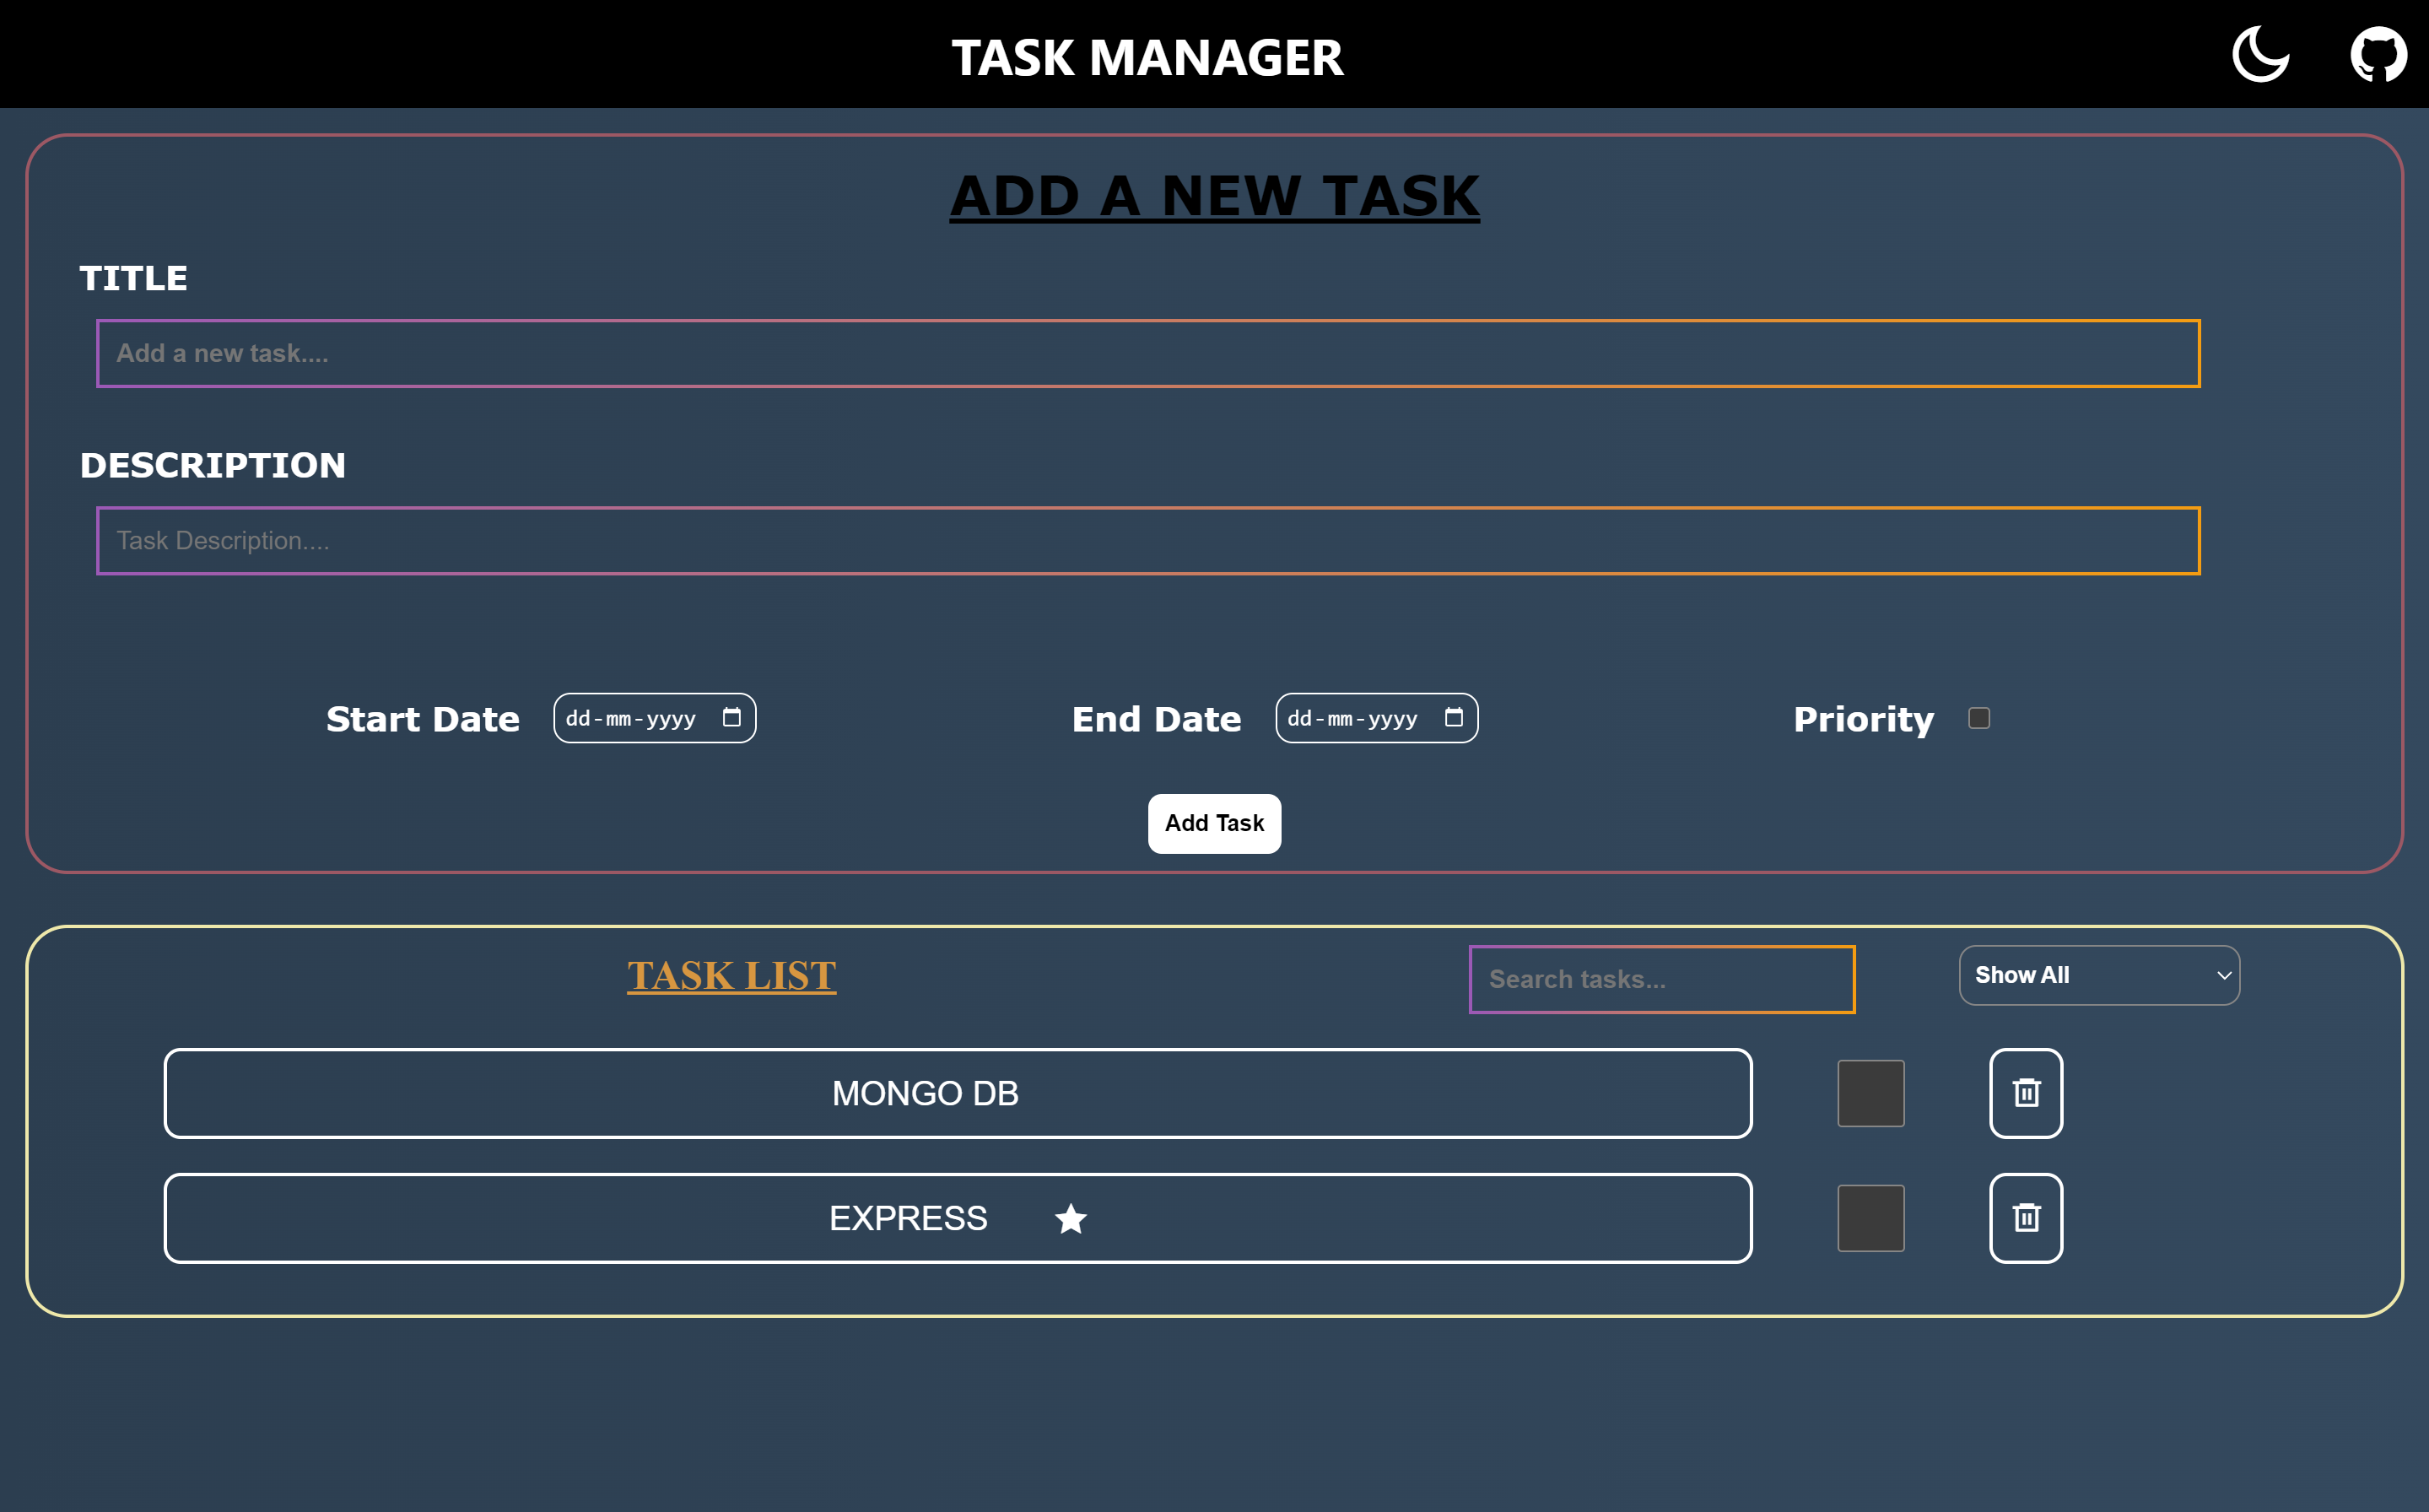 TASK MANAGER
ADD A NEW TASK
TITLE
Add a new task....
DESCRIPTION
Task Description....
Start Date dd-mm-yyyy End Date dd-mm-yyyy Priority
Add Task
TASK LIST Search tasks... Show All
MONGO DB
EXPRESS